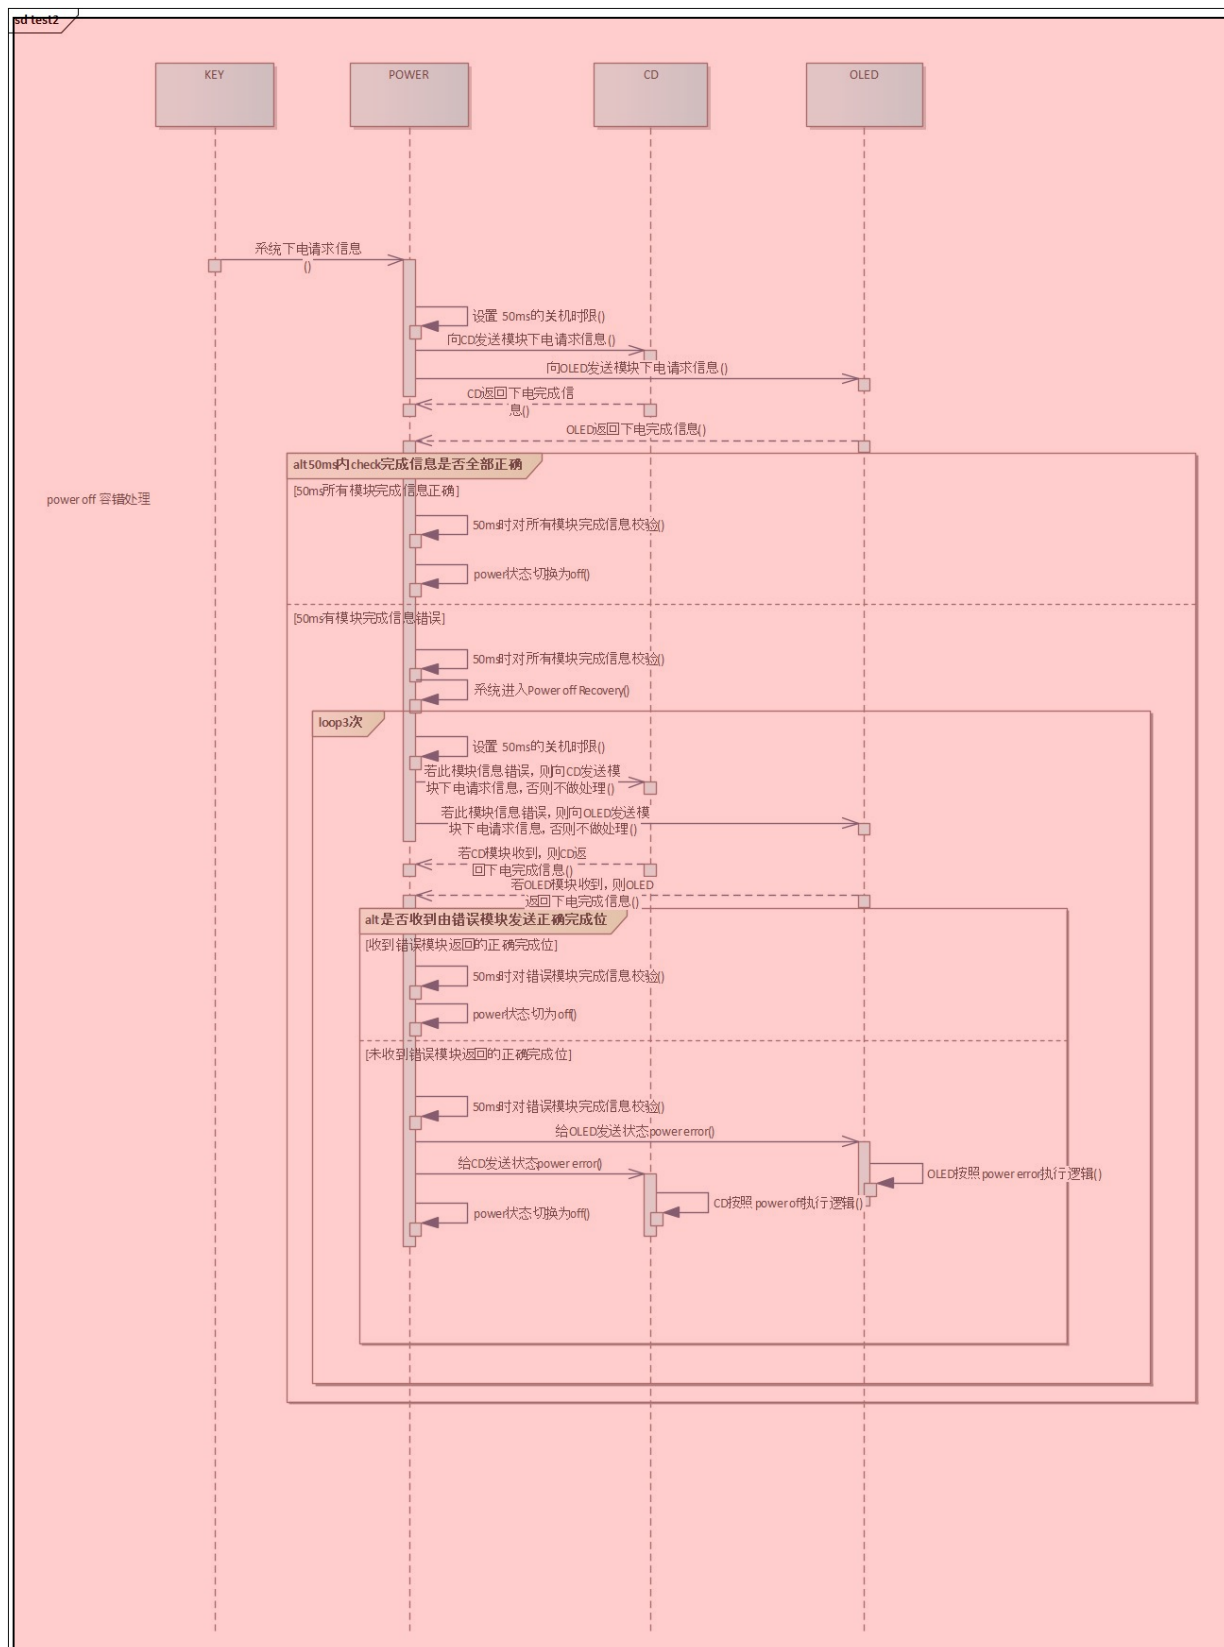 sd test2
KEY
POWER
CD
OLED
系统下电请求信息
()
设置 50ms的关机时限()
向CD发送模块下电请求信息()
向OLED发送模块下电请求信息()
CD返回下电完成信
息()
OLED返回下电完成信息()
alt 50ms内check完成信息是否全部正确
[50ms所有模块完成信息正确]
power off 容错处理
50ms时对所有模块完成信息校验()
power状态切换为off()
[50ms有模块完成信息错误]
50ms时对所有模块完成信息校验()
系统进入Power off Recovery()
loop3次
设置 50ms的关机时限()
若此模块信息错误，则向CD发送模
块下电请求信息，否则不做处理()
若此模块信息错误，则向OLED发送模
块下电请求信息，否则不做处理()
若CD模块收到，则CD返
回下电完成信息()
若OLED模块收到，则OLED
返回下电完成信息()
alt 是否收到由错误模块发送正确完成位
[收到错误模块返回的正确完成位]
50ms时对错误模块完成信息校验()
power状态切为off()
[未收到错误模块返回的正确完成位]
50ms时对错误模块完成信息校验()
给OLED发送状态power error()
给CD发送状态power error()
OLED按照power error执行逻辑()
CD按照power off执行逻辑()
power状态切换为off()